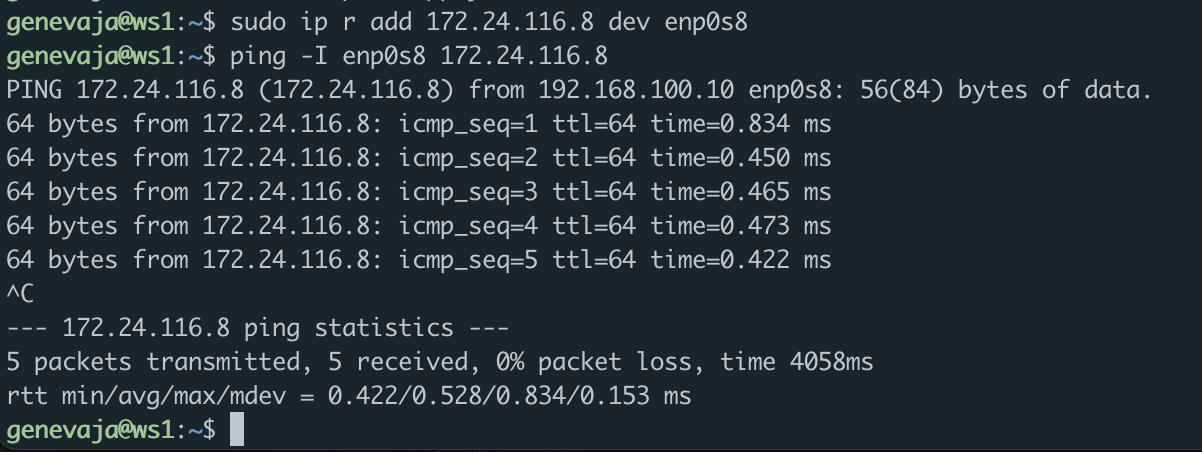 genevaja@ws1:~$ sudo ip r add 172.24.116.8 dev enp0s8
genevaja@ws1:~$ ping -I enp0s8 172.24.116.8
PING 172.24.116.8 (172.24.116.8) from 192.168.100.10 enp0s8: 56(84) bytes of data.
64 bytes from 172.24.116.8: icmp_seq=1 ttl=64 time=0.834 ms
64 bytes from 172.24.116.8: icmp_seq=2 ttl=64 time=0.450 ms
64 bytes from 172.24.116.8: icmp_seq=3 ttl=64 time=0.465 ms
64 bytes from 172.24.116.8: icmp_seq=4 ttl=64 time=0.473 ms
64 bytes from 172.24.116.8: icmp_seq=5 ttl=64 time=0.422 ms
^C
--- 172.24.116.8 ping statistics ---
5 packets transmitted, 5 received, 0% packet loss, time 4058ms
rtt min/avg/max/mdev = 0.422/0.528/0.834/0.153 ms
genevaja@ws1:~$